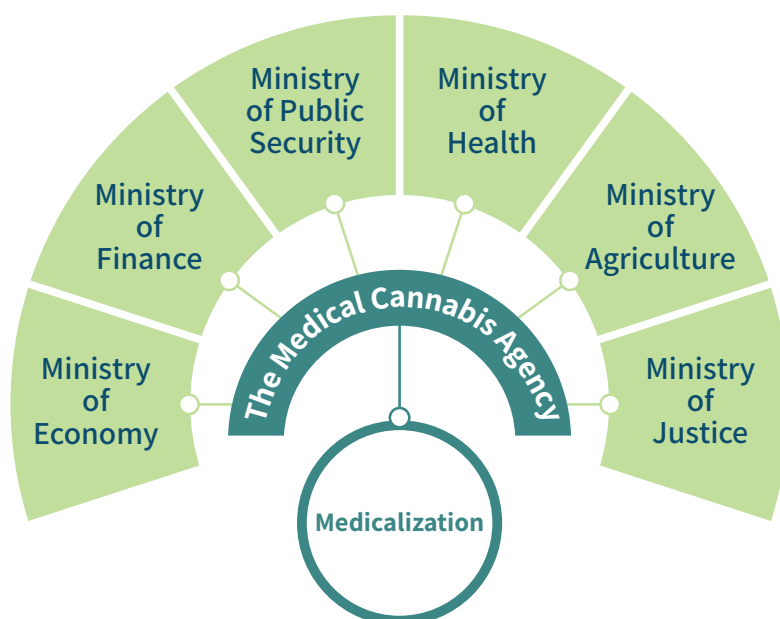 Ministry
of Public
Security
Ministry
of
Health
Ministry
of
Finance
Ministry
of
Agriculture
Ministry
of
Economy
The Medical Cannabis Agency
Ministry
of
Justice
Medicalization